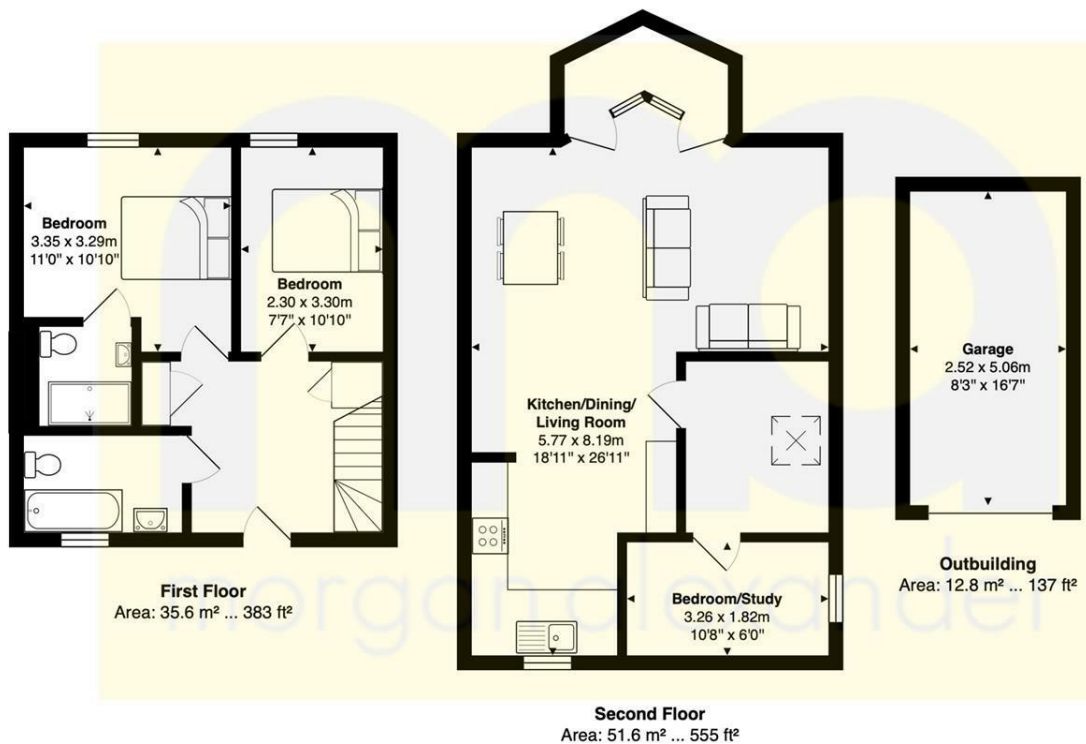 Bedroom
3.35 x 3.29m
11'0" x 10'10"
Bedroom
2.30 x 3.30m
7'7" x 10'10"
First Floor
Area: 35.6 m² ... 383 ft²
Kitchen/Dining/
Living Room
5.77 x 8.19m
18'11" x 26'11"
Bedroom/Study
3.26 x 1.82m
10'8" x 6'0"
Second Floor
Area: 51.6 m² ... 555 ft²
Garage
2.52 x 5.06m
8'3" x 16'7"
Outbuilding
Area: 12.8 m² ... 137 ft²
ma
morgan alexander